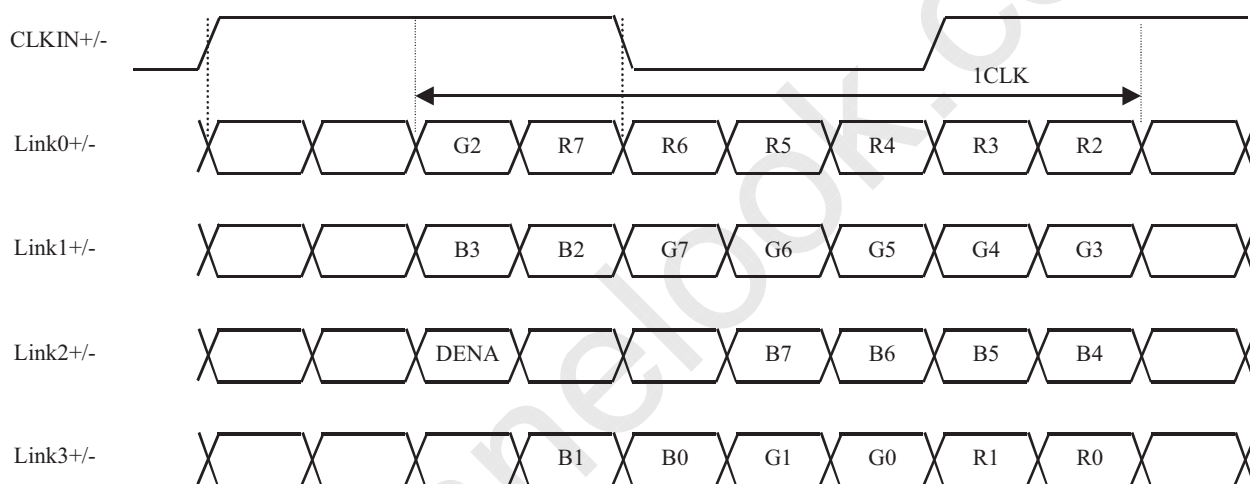 CLKIN+/-
1CLK
Link0+/- G2 R7 R6 R5 R4 R3 R2
Link1+/- B3 B2 G7 G6 G5 G4 G3
Link2+/- DENA B7 B6 B5 B4
Link3+/- B1 B0 G1 G0 R1 R0